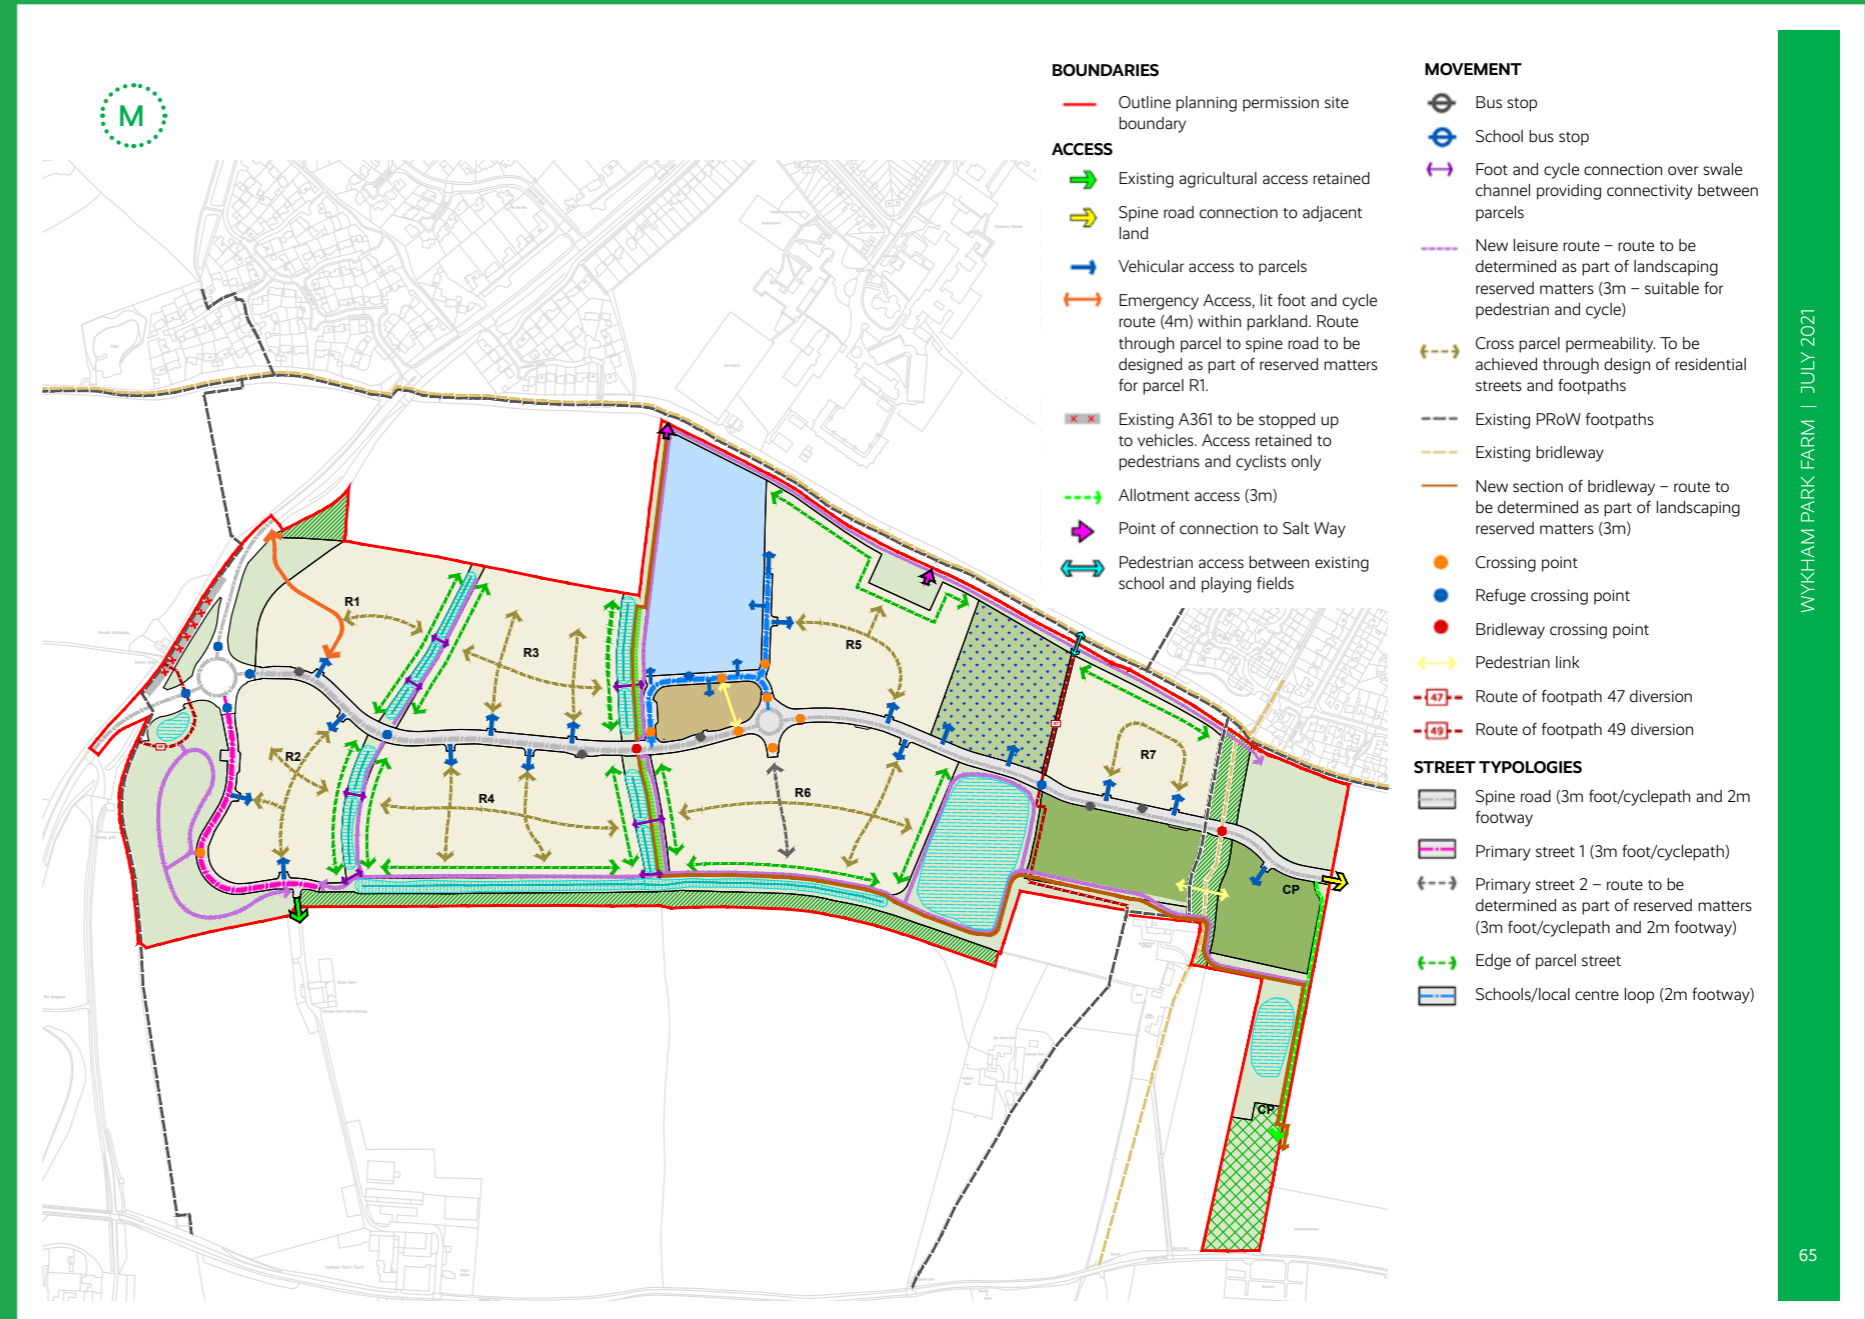 M
BOUNDARIES
Outline planning permission site
boundary
ACCESS
Existing agricultural access retained
Spine road connection to adjacent
land
Vehicular access to parcels
Emergency Access, lit foot and cycle
route (4m) within parkland. Route
through parcel to spine road to be
designed as part of reserved matters
for parcel R1.
Existing A361 to be stopped up
to vehicles. Access retained to
pedestrians and cyclists only
Allotment access (3m)
Point of connection to Salt Way
Pedestrian access between existing
school and playing fields
MOVEMENT
Bus stop
School bus stop
Foot and cycle connection over swale
channel providing connectivity between
parcels
New leisure route – route to be
determined as part of landscaping
reserved matters (3m – suitable for
pedestrian and cycle)
Cross parcel permeability. To be
achieved through design of residential
streets and footpaths
Existing PRoW footpaths
Existing bridleway
New section of bridleway – route to
be determined as part of landscaping
reserved matters (3m)
Crossing point
Refuge crossing point
Bridleway crossing point
Pedestrian link
47 Route of footpath 47 diversion
49 Route of footpath 49 diversion
STREET TYPOLOGIES
Spine road (3m foot/cyclepath and 2m
footway
Primary street 1 (3m foot/cyclepath)
Primary street 2 – route to be
determined as part of reserved matters
(3m foot/cyclepath and 2m footway)
Edge of parcel street
Schools/local centre loop (2m footway)
R1
R3
R5
R2
R4
R6
R7
CP
CP
WYKHAM PARK FARM | JULY 2021
65